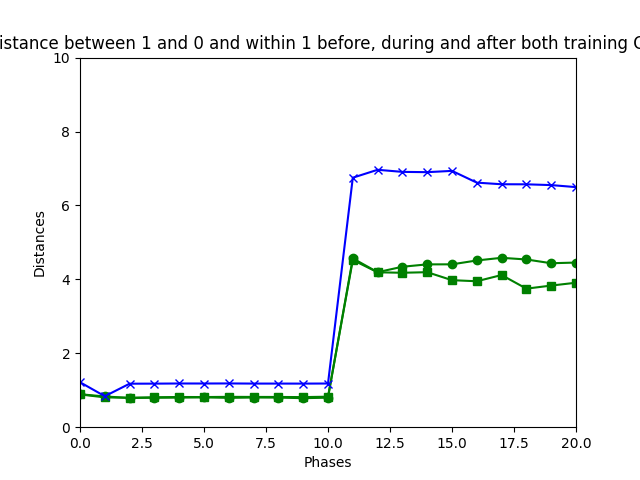 istance between 1 and 0 and within 1 before, during and after both training
10
8
6
4
2
0
Distances
0.0 2.5 5.0 7.5 10.0 12.5 15.0 17.5 20.0
Phases